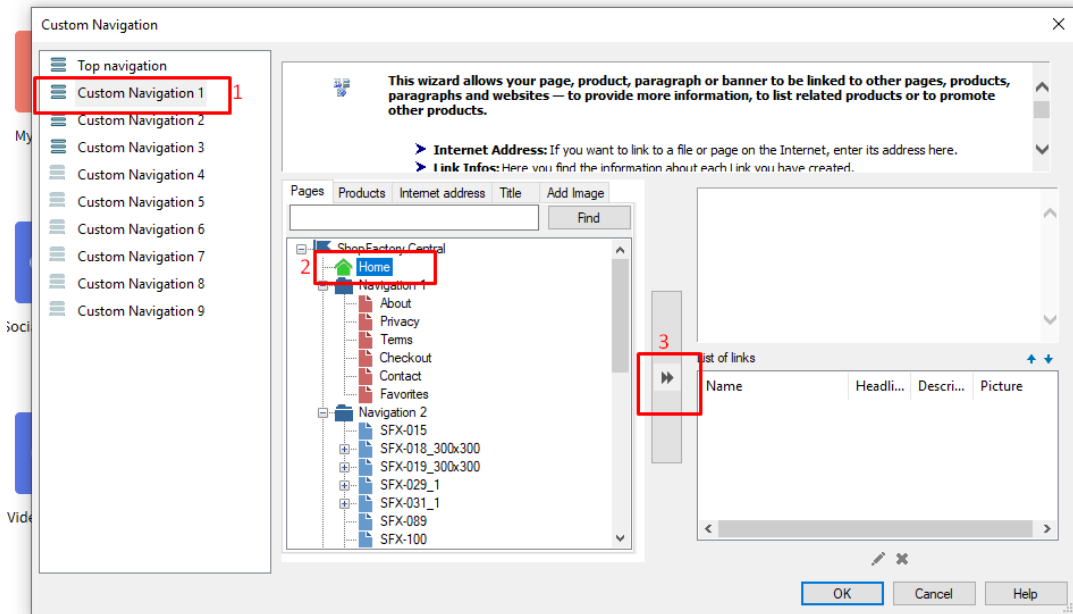 Custom Navigation
Top navigation
Custom Navigation 1
1
Custom Navigation 2
Custom Navigation 3
Custom Navigation 4
Custom Navigation 5
Custom Navigation 6
Custom Navigation 7
Custom Navigation 8
Custom Navigation 9
My
Soci
Vide
This wizard allows your page, product, paragraph or banner to be linked to other pages, products,
paragraphs and websites — to provide more information, to list related products or to promote
other products.
Internet Address: If you want to link to a file or page on the Internet, enter its address here.
Link Infos: Here you find the information about each Link you have created.
Pages Products Internet address Title Add Image
Find
ShopFactory Central
2
Home
Navigation 1
About
Privacy
Terms
Checkout
Contact
Favorites
Navigation 2
SFX-015
SFX-018_300x300
SFX-019_300x300
SFX-029_1
SFX-031_1
SFX-089
SFX-100
3
List of links
Name Headli... Descri... Picture
OK Cancel Help